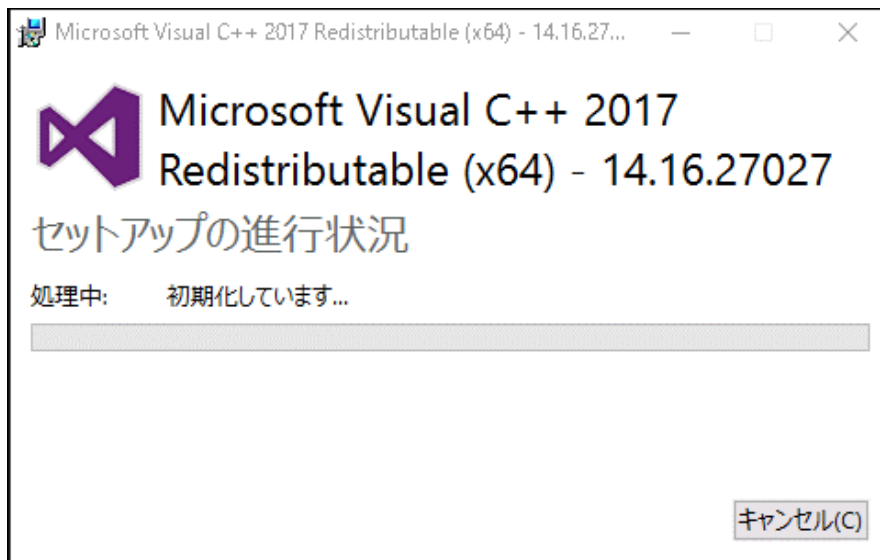 Microsoft Visual C++ 2017 Redistributable (x64) - 14.16.27...
Microsoft Visual C++ 2017
Redistributable (x64) - 14.16.27027
セットアップの進行状況
処理中: 初期化しています...
キャンセル(C)